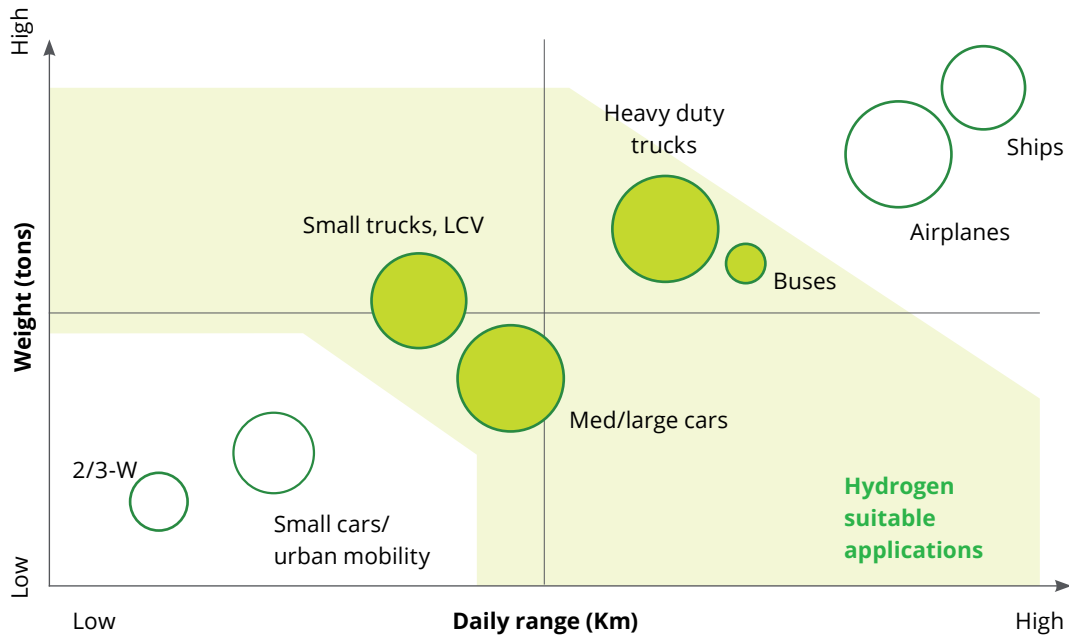 High
Heavy duty
trucks
Ships
Small trucks, LCV
Airplanes
Buses
Weight (tons)
Med/large cars
2/3-W
Hydrogen
suitable
applications
Small cars/
urban mobility
Low
Low
Daily range (Km)
High